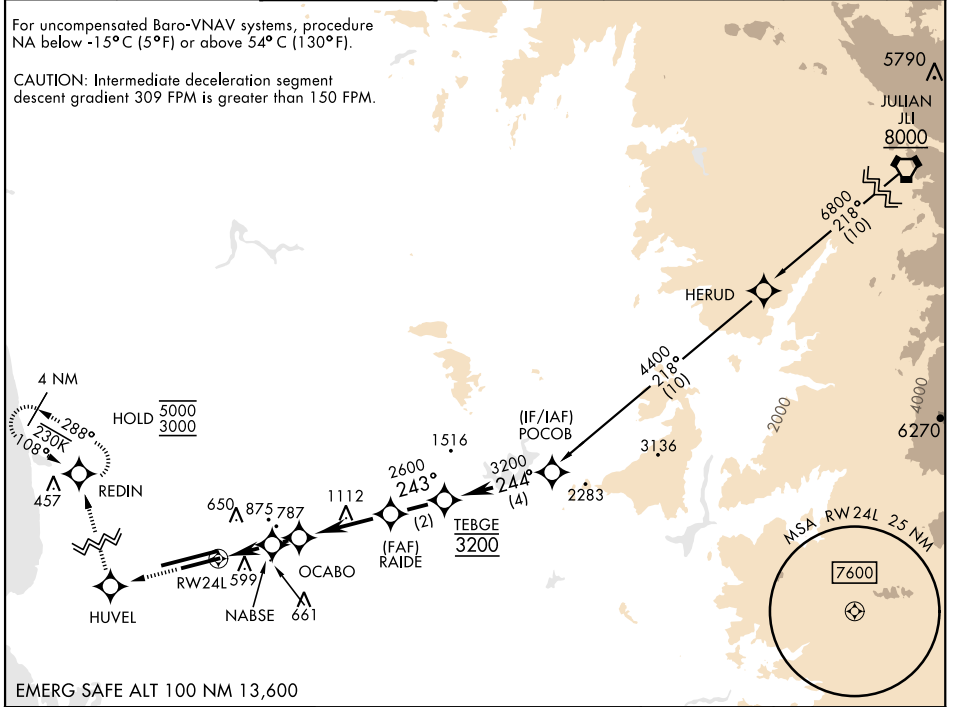 For uncompensated Baro-VNAV systems, procedure
NA below -15°C (5°F) or above 54°C (130°F).
CAUTION: Intermediate deceleration segment
descent gradient 309 FPM is greater than 150 FPM.
5790
JULIAN
JLI
8000
6800
218°
(10)
HERUD
4400
218°
(10)
4 NM
HOLD 5000
3000
288°
230K
108°
REDIN
457
(IF/IAF)
POCOB
3136
2000
4000
6270
1516
3200
244°
(4)
2283
2600
243°
(2)
TEBGE
3200
1112
(FAF)
RAIDE
650
875
787
OCABO
RW24L
599
NABSE
661
HUVEL
MSA RW24L 25 NM
7600
EMERG SAFE ALT 100 NM 13,600